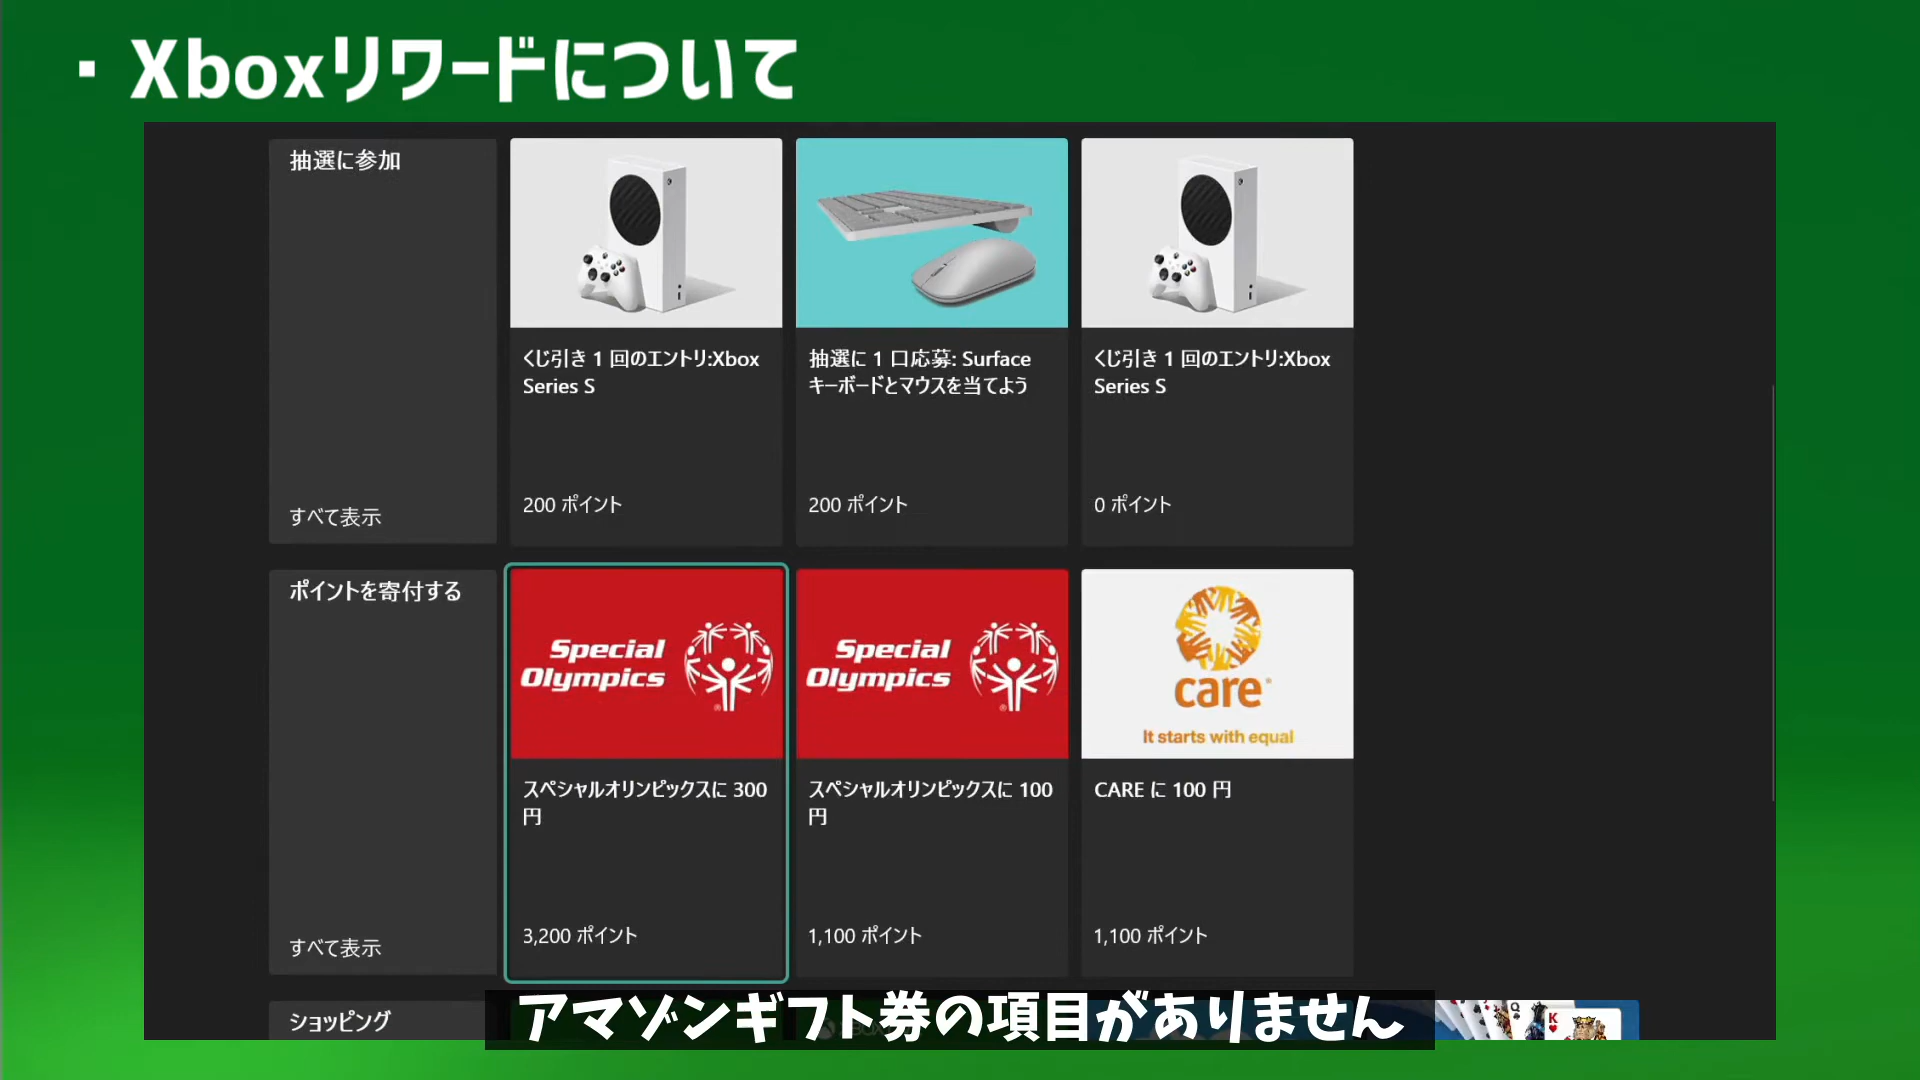 ・Xboxリワードについて
抽選に参加
すべて表示
くじ引き 1 回のエントリ:Xbox
Series S
200 ポイント
抽選に 1 口応募: Surface
キーボードとマウスを当てよう
200 ポイント
くじ引き 1 回のエントリ:Xbox
Series S
0 ポイント
ポイントを寄付する
すべて表示
Special
Olympics
スペシャルオリンピックスに 300
円
3,200 ポイント
Special
Olympics
スペシャルオリンピックスに 100
円
1,100 ポイント
care
It starts with equal
CARE に 100 円
1,100 ポイント
ショッピング
アマゾンギフト券の項目がありません
Q
K